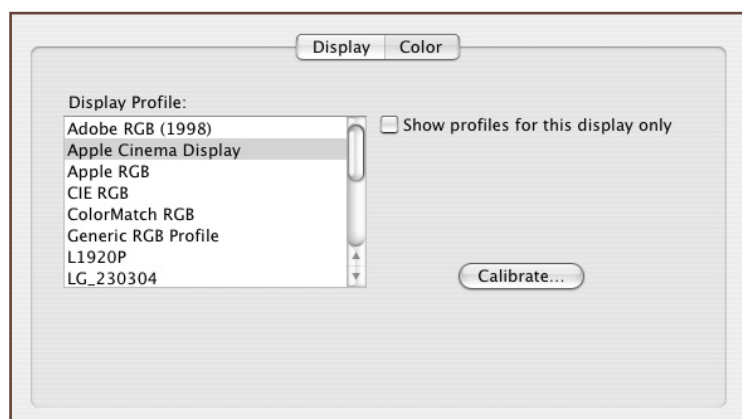 Display Color
Display Profile:
Adobe RGB (1998)
Show profiles for this display only
Apple Cinema Display
Apple RGB
CIE RGB
ColorMatch RGB
Generic RGB Profile
L1920P
LG_230304
Calibrate...